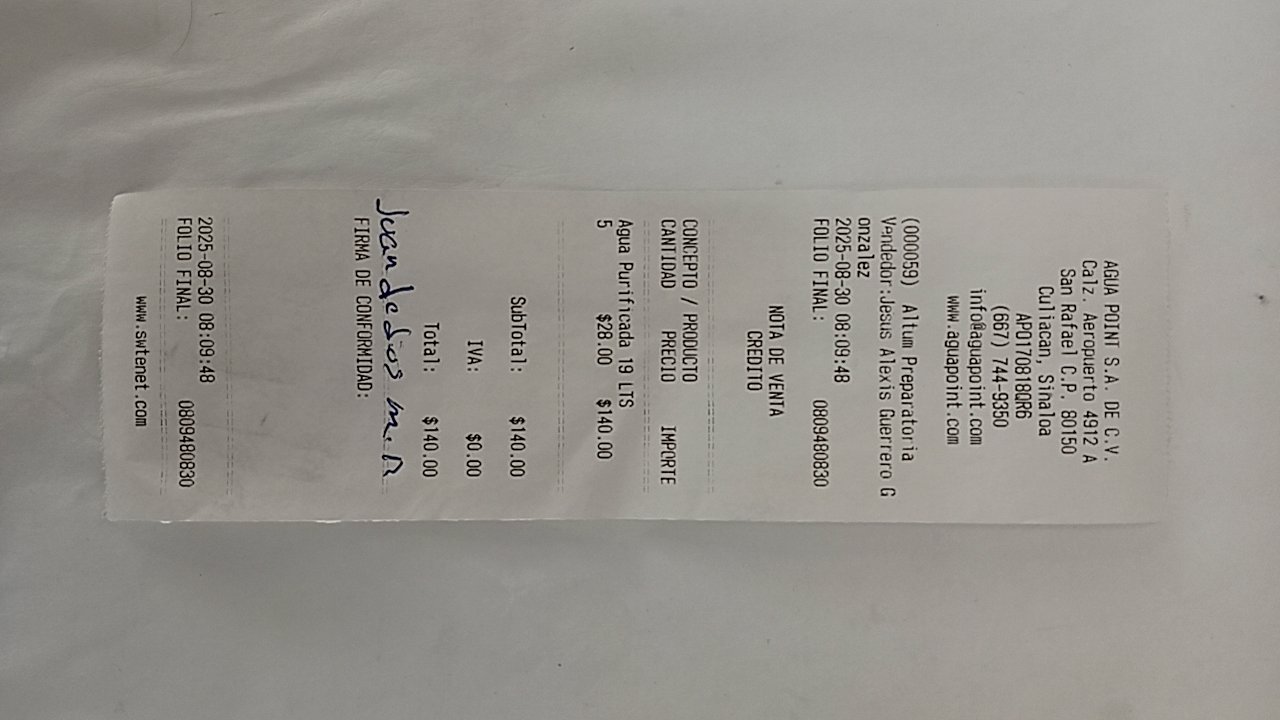 AGUA POINT S.A. DE C.V.
Calz. Aeropuerto 4912 A
San Rafael C.P. 80150
Culiacan, Sinaloa
APO170818QR6
(667) 744-9350
info@aguapoint.com
www.aguapoint.com
(000059) Altum Preparatoria
Vendedor:Jesus Alexis Guerrero G
onzalez
2025-08-30 08:09:48
FOLIO FINAL: 0809480830
NOTA DE VENTA
CREDITO
CONCEPTO / PRODUCTO
CANTIDAD PRECIO IMPORTE
Agua Purificada 19 LTS
5 $28.00 $140.00
SubTotal: $140.00
IVA: $0.00
Total: $140.00
Juan de dios m.A
FIRMA DE CONFORMIDAD:
2025-08-30 08:09:48
FOLIO FINAL: 0809480830
www.swtenet.com